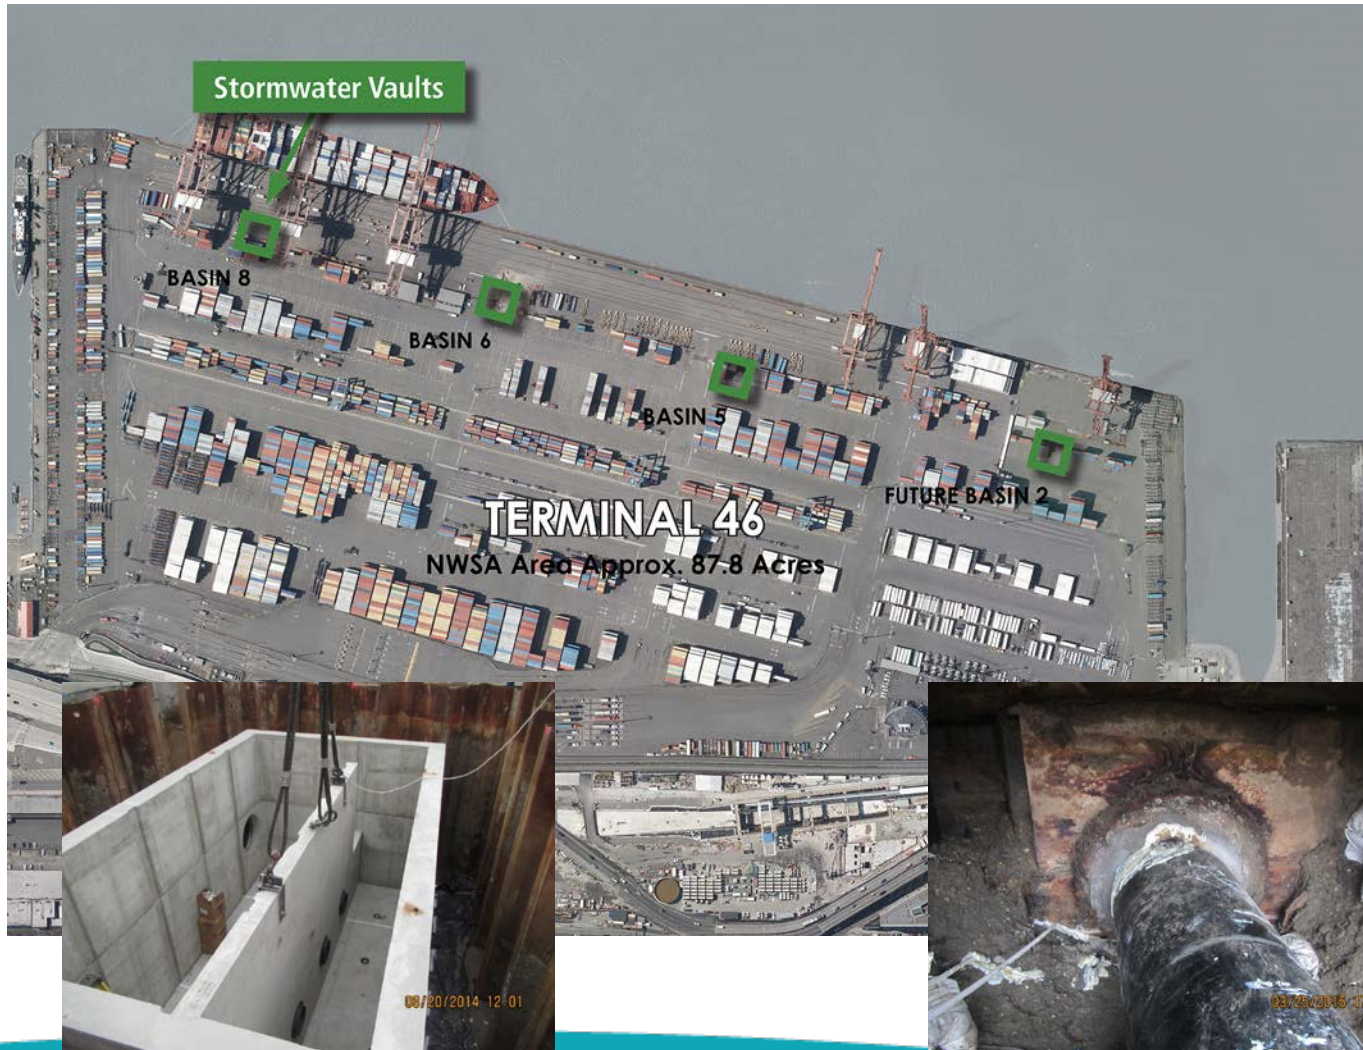 Stormwater Vaults
BASIN 8
BASIN 6
BASIN 5
FUTURE BASIN 2
TERMINAL 46
NWSA Area Approx. 87.8 Acres
08/20/2014 12:01